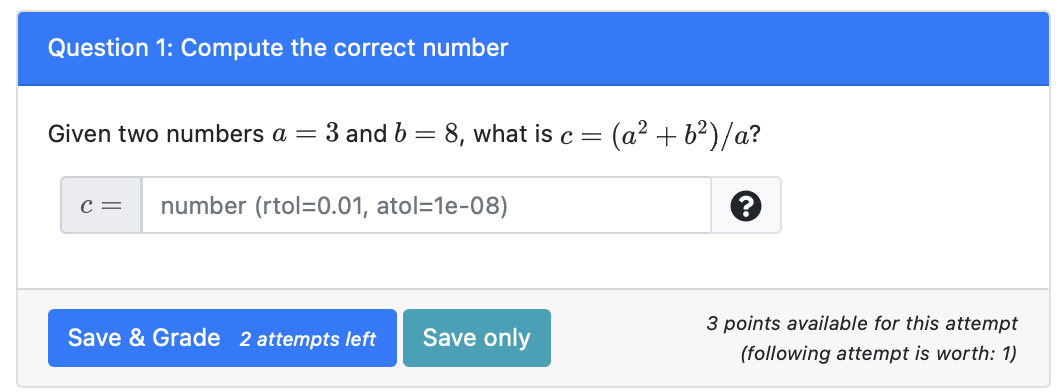 Question 1: Compute the correct number
Given two numbers a = 3 and b = 8, what is c = (a² + b²)/a?
c = number (rtol=0.01, atol=1e-08) ?
Save & Grade 2 attempts left Save only
3 points available for this attempt
(following attempt is worth: 1)